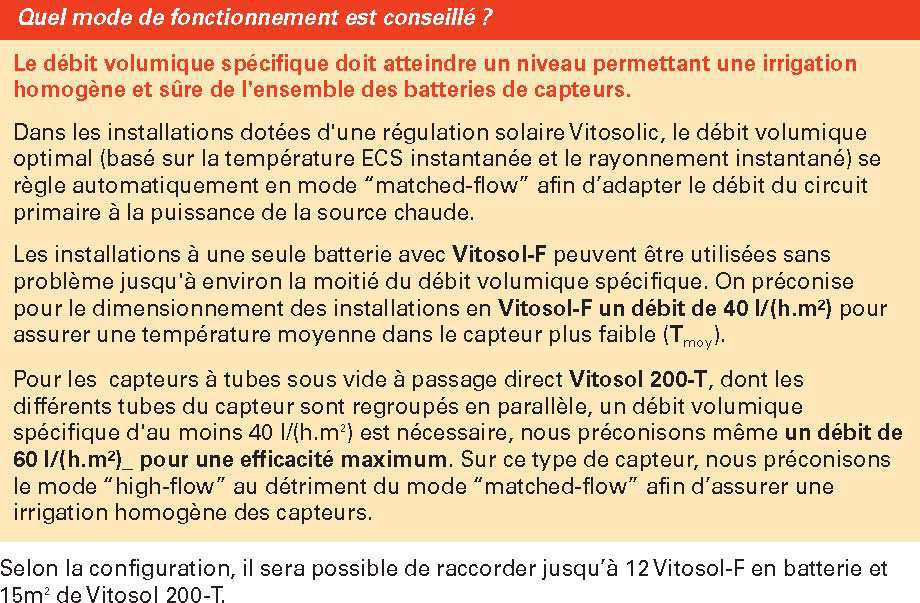 Quel mode de fonctionnement est conseillé ?
Le débit volumique spécifique doit atteindre un niveau permettant une irrigation
homogène et sûre de l'ensemble des batteries de capteurs.
Dans les installations dotées d'une régulation solaire Vitosolic, le débit volumique
optimal (basé sur la température ECS instantanée et le rayonnement instantané) se
règle automatiquement en mode “matched-flow” afin d’adapter le débit du circuit
primaire à la puissance de la source chaude.
Les installations à une seule batterie avec Vitosol-F peuvent être utilisées sans
problème jusqu'à environ la moitié du débit volumique spécifique. On préconise
pour le dimensionnement des installations en Vitosol-F un débit de 40 l/(h.m²) pour
assurer une température moyenne dans le capteur plus faible (Tmoy).
Pour les  capteurs à tubes sous vide à passage direct Vitosol 200-T, dont les
différents tubes du capteur sont regroupés en parallèle, un débit volumique
spécifique d'au moins 40 l/(h.m²) est nécessaire, nous préconisons même un débit de
60 l/(h.m²)_ pour une efficacité maximum. Sur ce type de capteur, nous préconisons
le mode “high-flow” au détriment du mode “matched-flow” afin d’assurer une
irrigation homogène des capteurs.
Selon la configuration, il sera possible de raccorder jusqu’à 12 Vitosol-F en batterie et
15m² de Vitosol 200-T.